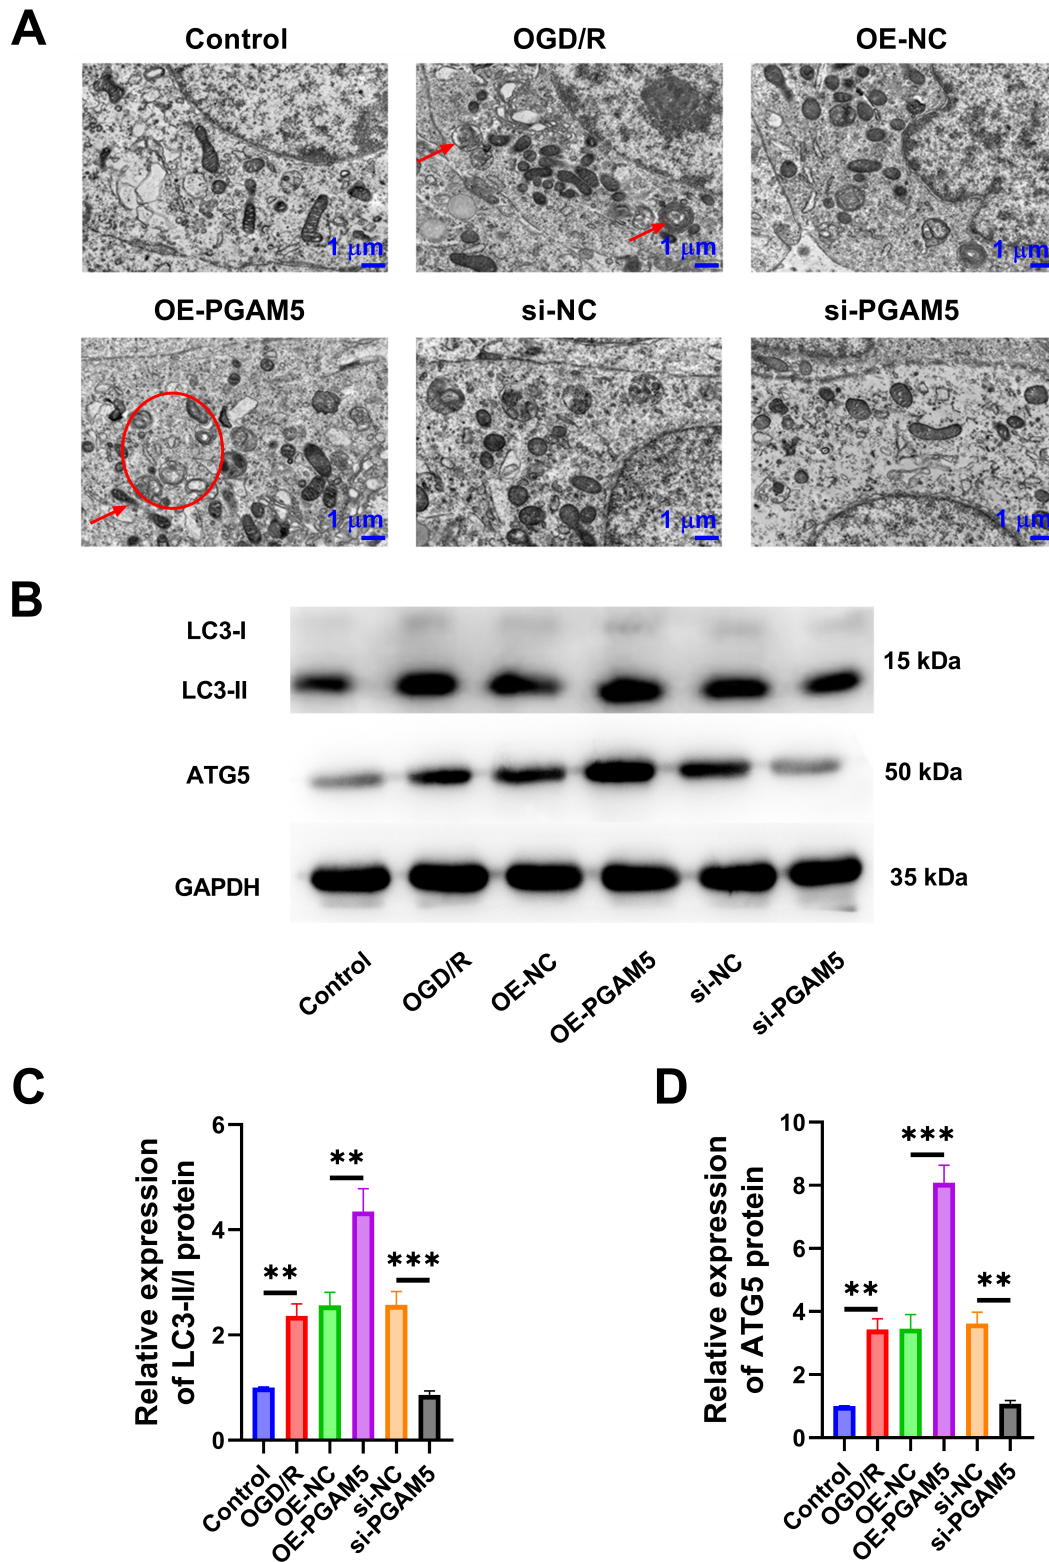 A
Control
OGD/R
OE-NC
1 μm
1 μm
1 μm
OE-PGAM5
si-NC
si-PGAM5
1 μm
1 μm
1 μm
B
LC3-I
LC3-II
15 kDa
ATG5
50 kDa
GAPDH
35 kDa
Control
OGD/R
OE-NC
OE-PGAM5
si-NC
si-PGAM5
C
Relative expression
of LC3-II/I protein
6
4
2
0
**
**
***
Control
OGD/R
OE-NC
OE-PGAM5
si-NC
si-PGAM5
D
Relative expression
of ATG5 protein
10
8
6
4
2
0
**
***
**
Control
OGD/R
OE-NC
OE-PGAM5
si-NC
si-PGAM5